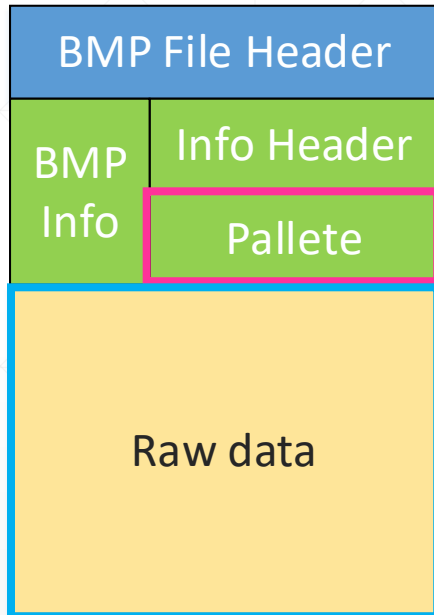 BMP File Header
BMP
Info
Info Header
Pallete
Raw data